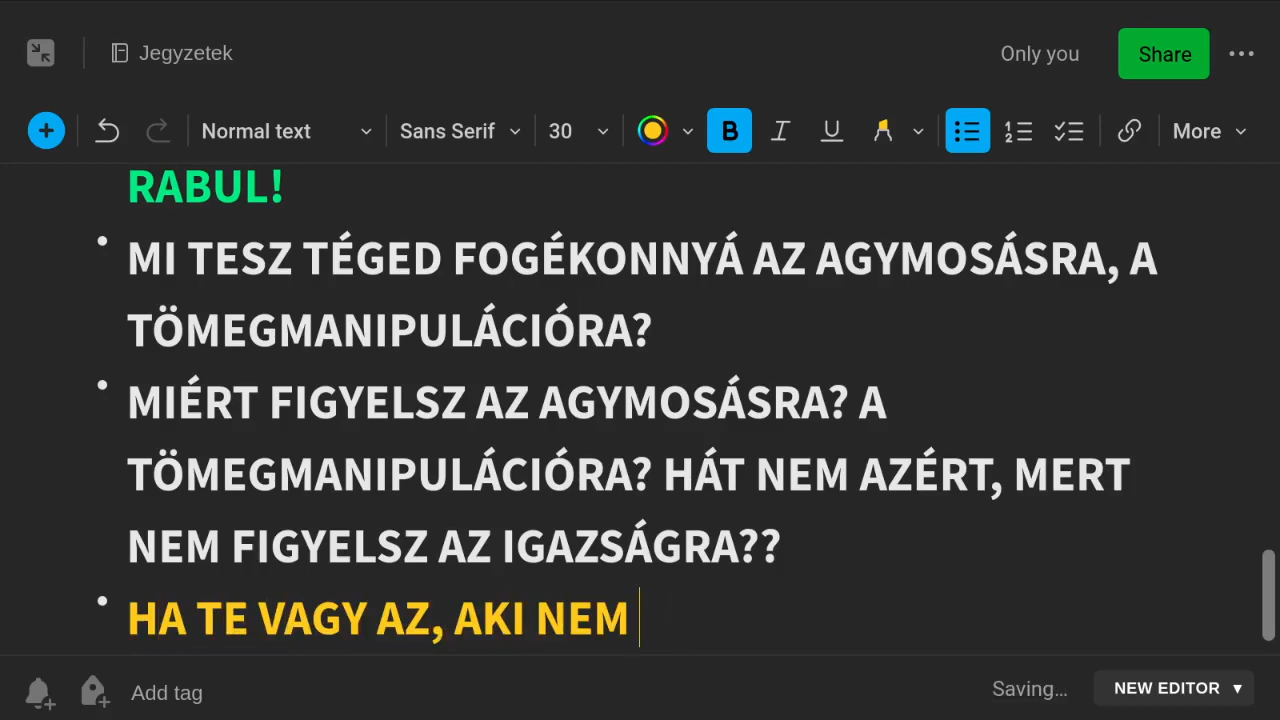 Jegyzetek
Only you
Share
Normal text
Sans Serif
30
B
More
RABUL!
MI TESZ TÉGED FOGÉKONNYÁ AZ AGYMOSÁSRA, A
TÖMEGMANIPULÁCIÓRA?
MIÉRT FIGYELSZ AZ AGYMOSÁSRA? A
TÖMEGMANIPULÁCIÓRA? HÁT NEM AZÉRT, MERT
NEM FIGYELSZ AZ IGAZSÁGRA??
HA TE VAGY AZ, AKI NEM
Add tag
Saving...
NEW EDITOR